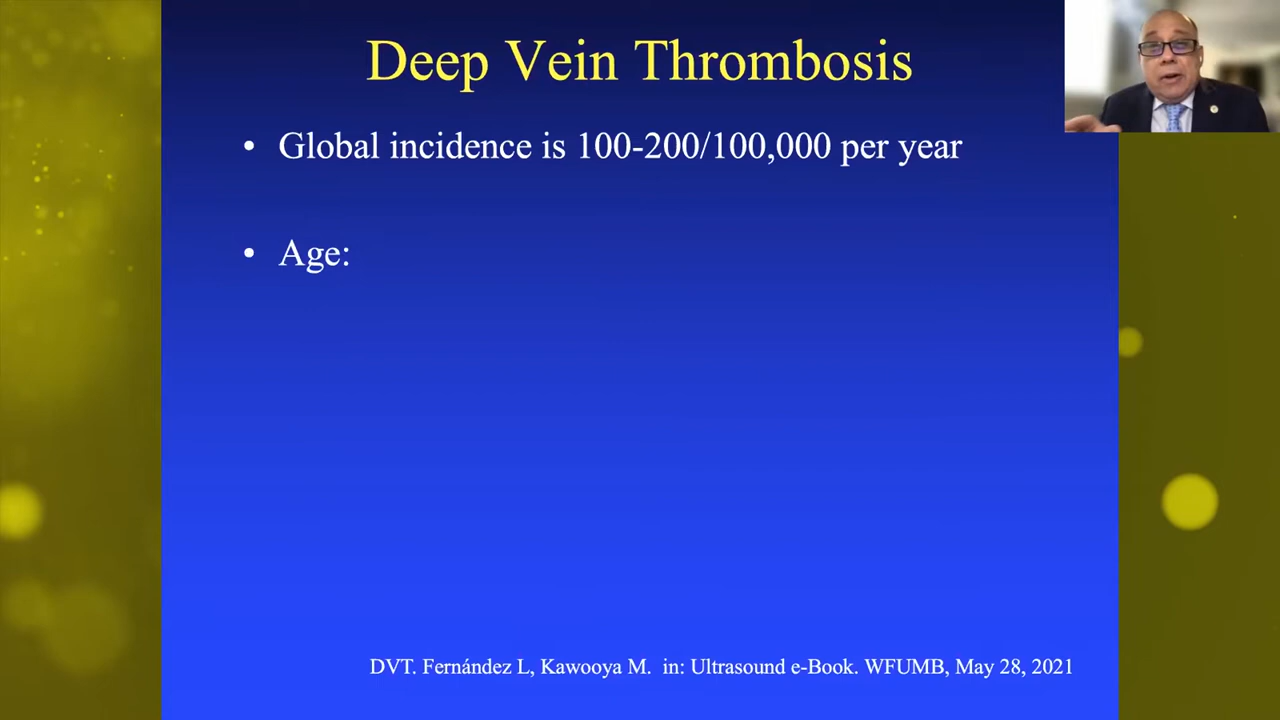 Deep Vein Thrombosis
• Global incidence is 100-200/100,000 per year
• Age:
DVT. Fernández L, Kawooya M. in: Ultrasound e-Book. WFUMB, May 28, 2021